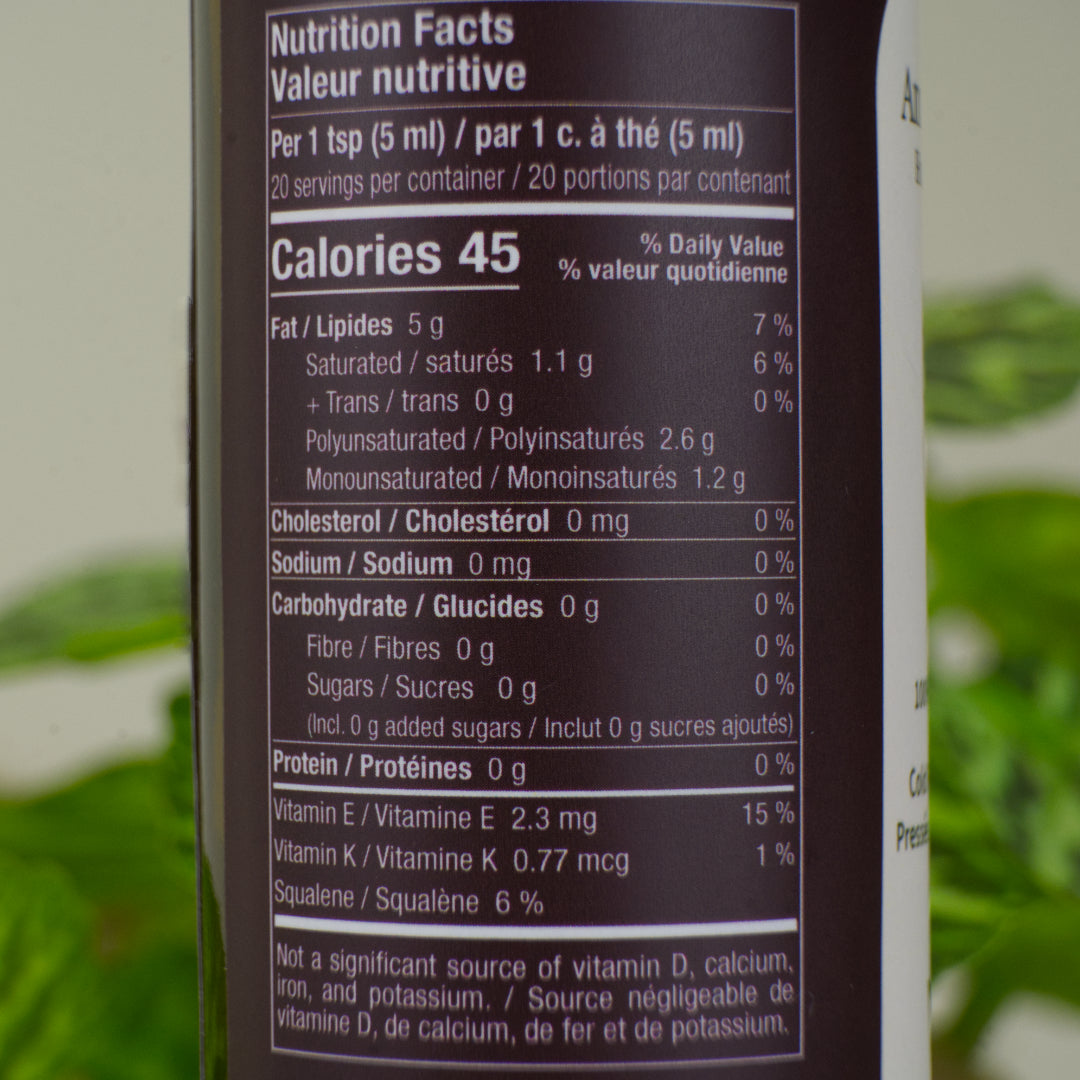 Nutrition Facts
Valeur nutritive
Per 1 tsp (5 ml) / par 1 c. à thé (5 ml)
20 servings per container / 20 portions par contenant
Calories 45
% Daily Value
% valeur quotidienne
Fat / Lipides 5 g 7 %
Saturated / saturés 1.1 g 6 %
+ Trans / trans 0 g 0 %
Polyunsaturated / Polyinsaturés 2.6 g
Monounsaturated / Monoinsaturés 1.2 g
Cholesterol / Cholestérol 0 mg 0 %
Sodium / Sodium 0 mg 0 %
Carbohydrate / Glucides 0 g 0 %
Fibre / Fibres 0 g 0 %
Sugars / Sucres 0 g 0 %
(Incl. 0 g added sugars / Inclut 0 g sucres ajoutés)
Protein / Protéines 0 g 0 %
Vitamin E / Vitamine E 2.3 mg 15 %
Vitamin K / Vitamine K 0.77 mcg 1 %
Squalene / Squalène 6 %
Not a significant source of vitamin D, calcium,
iron, and potassium. / Source négligeable de
vitamine D, de calcium, de fer et de potassium.